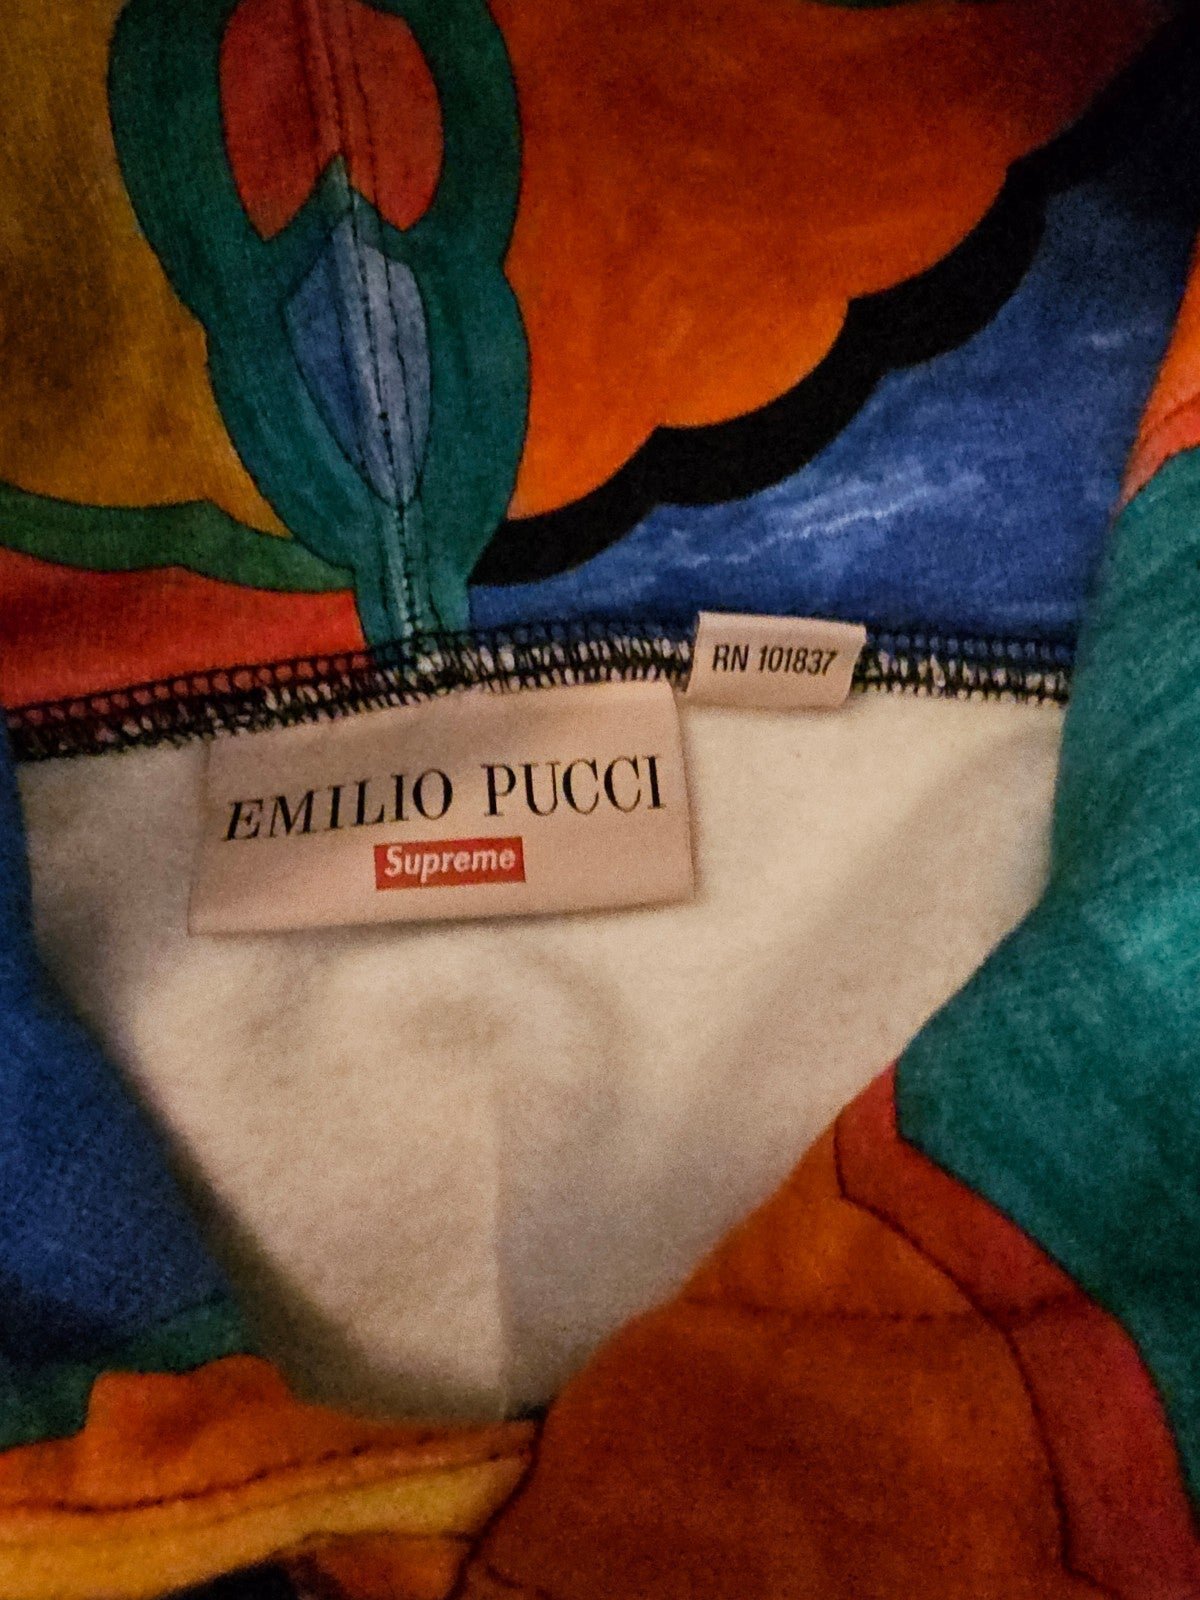 RN 101837
EMILIO PUCCI
Supreme